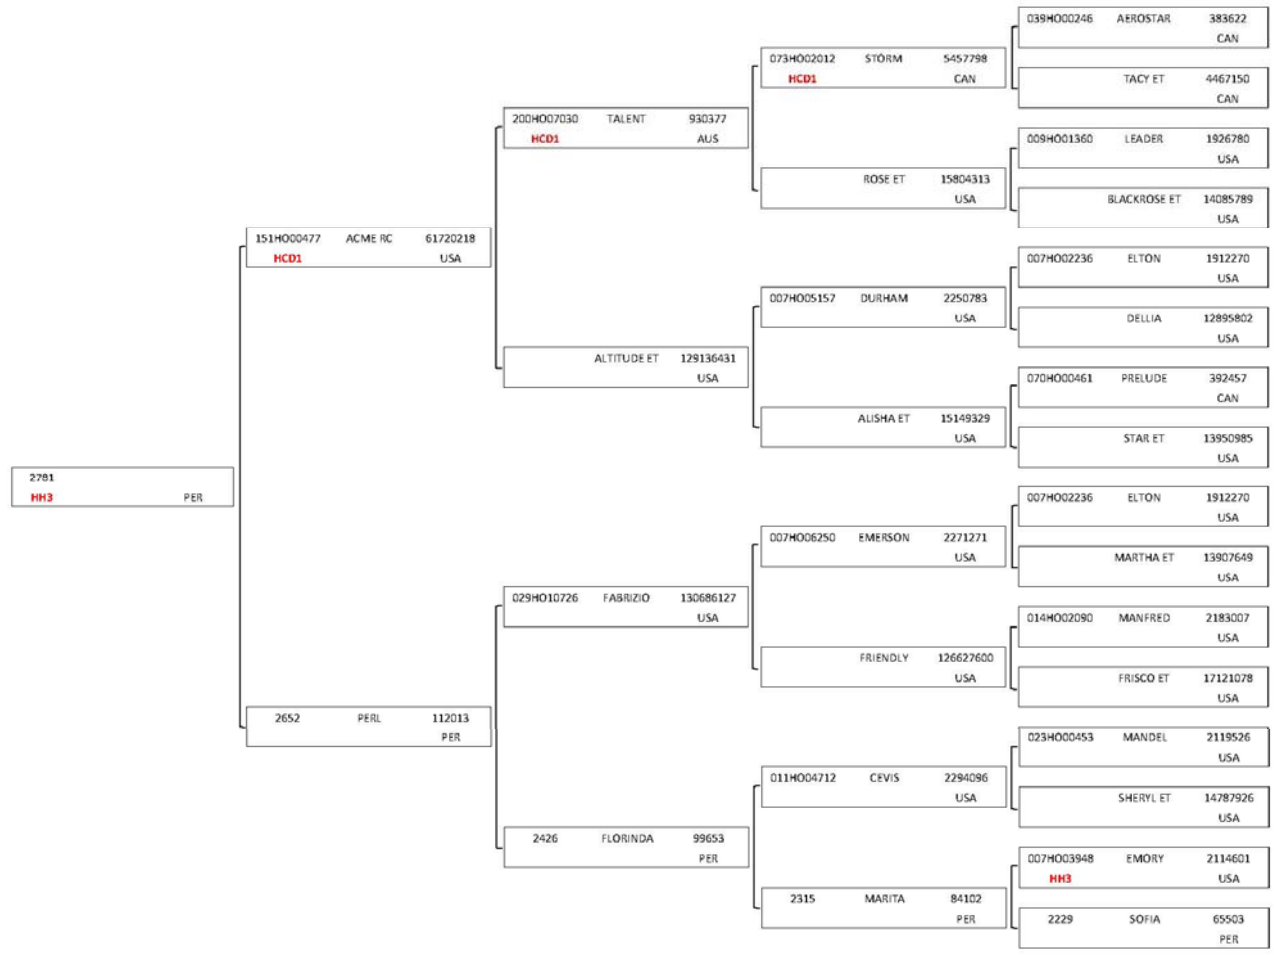 039HO00246 AEROSTAR 383622
CAN
073HO02012 STORM 5457798
HCD1 CAN
TACY ET 4467150
CAN
200HO07030 TALENT 930377
HCD1 AUS
009HO01360 LEADER 1926780
USA
ROSE ET 15804313
USA
BLACKROSE ET 14085789
USA
151HO00477 ACME RC 61720218
HCD1 USA
007HO02236 ELTON 1912270
USA
007HO05157 DURHAM 2250783
USA
DELLIA 12895802
USA
ALTITUDE ET 129136431
USA
070HO00461 PRELUDE 392457
CAN
ALISHA ET 15149329
USA
STAR ET 13950985
USA
2781
HH3 PER
007HO02236 ELTON 1912270
USA
007HO06250 EMERSON 2271271
USA
MARTHA ET 13907649
USA
029HO10726 FABRIZIO 130686127
USA
014HO02090 MANFRED 2183007
USA
FRIENDLY 126627600
USA
FRISCO ET 17121078
USA
2652 PERL 112013
PER
023HO00453 MANDEL 2119526
USA
011HO04712 CEVIS 2294096
USA
SHERYL ET 14787926
USA
2426 FLORINDA 99653
PER
007HO03948 EMORY 2114601
HH3 USA
2315 MARITA 84102
PER
2229 SOFIA 65503
PER